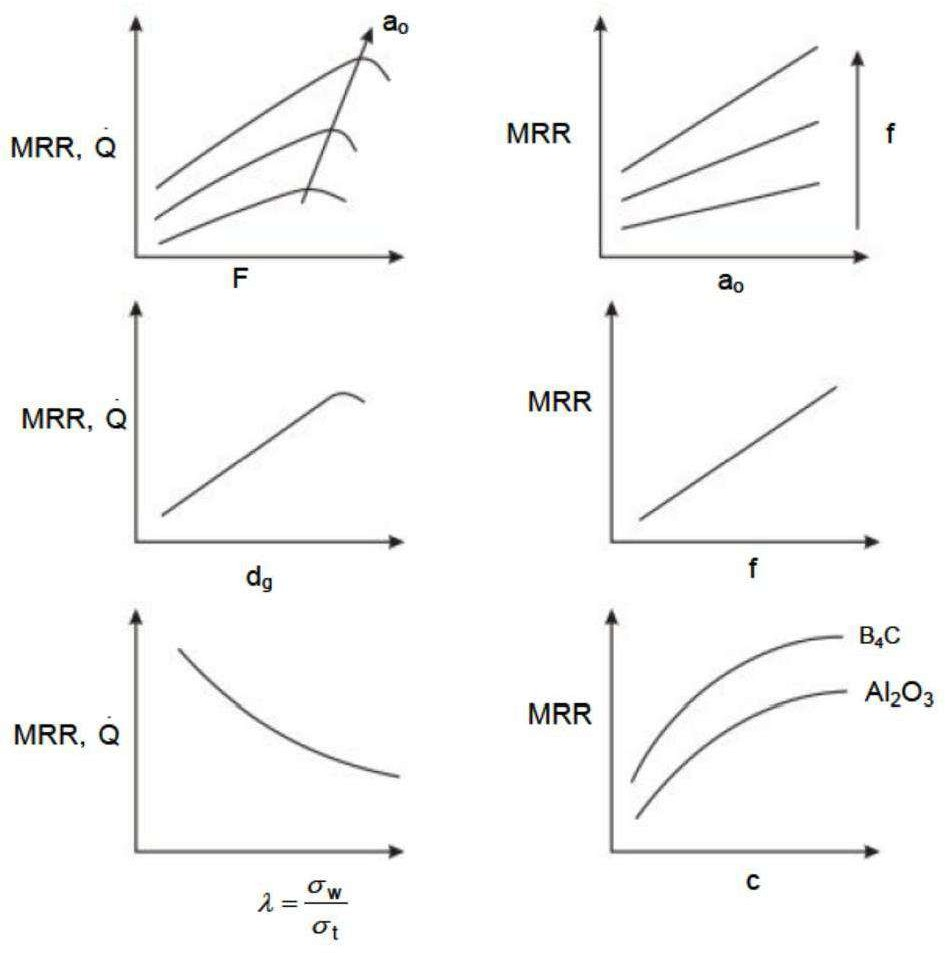 aₒ
MRR, Q̇
F
MRR
f
aₒ
MRR, Q̇
d_g
MRR
f
MRR, Q̇
λ = σ_w / σ_t
B₄C
Al₂O₃
MRR
c